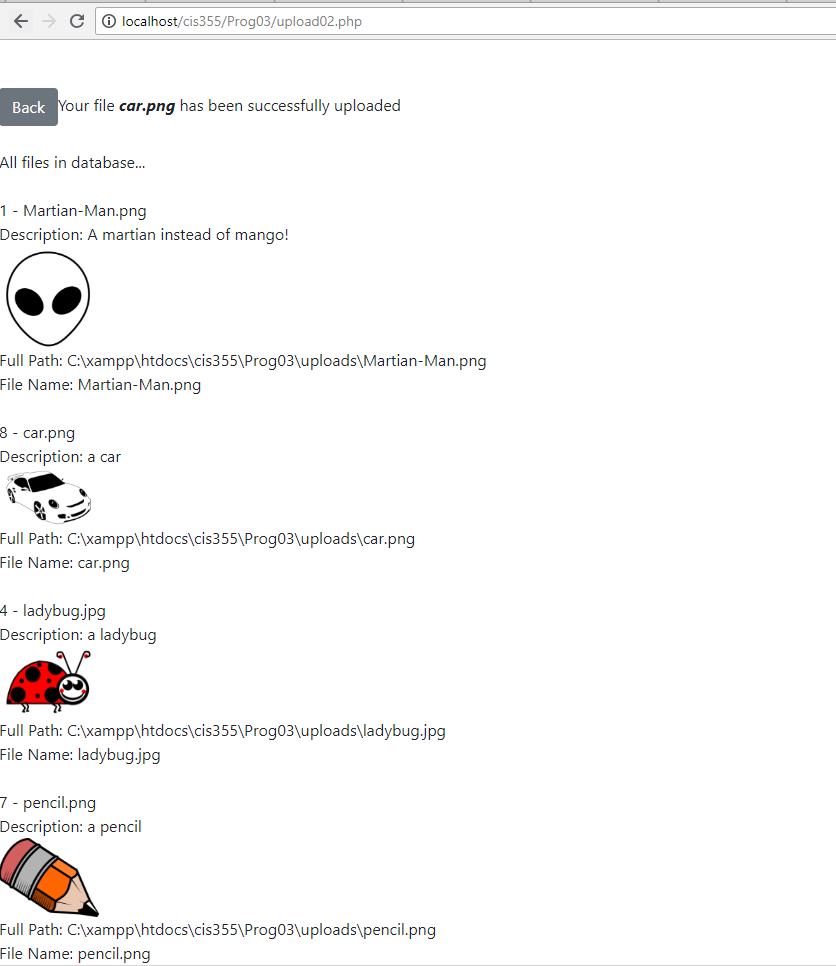 localhost/cis355/Prog03/upload02.php
Back Your file car.png has been successfully uploaded
All files in database...
1 - Martian-Man.png
Description: A martian instead of mango!
Full Path: C:\xampp\htdocs\cis355\Prog03\uploads\Martian-Man.png
File Name: Martian-Man.png
8 - car.png
Description: a car
Full Path: C:\xampp\htdocs\cis355\Prog03\uploads\car.png
File Name: car.png
4 - ladybug.jpg
Description: a ladybug
Full Path: C:\xampp\htdocs\cis355\Prog03\uploads\ladybug.jpg
File Name: ladybug.jpg
7 - pencil.png
Description: a pencil
Full Path: C:\xampp\htdocs\cis355\Prog03\uploads\pencil.png
File Name: pencil.png